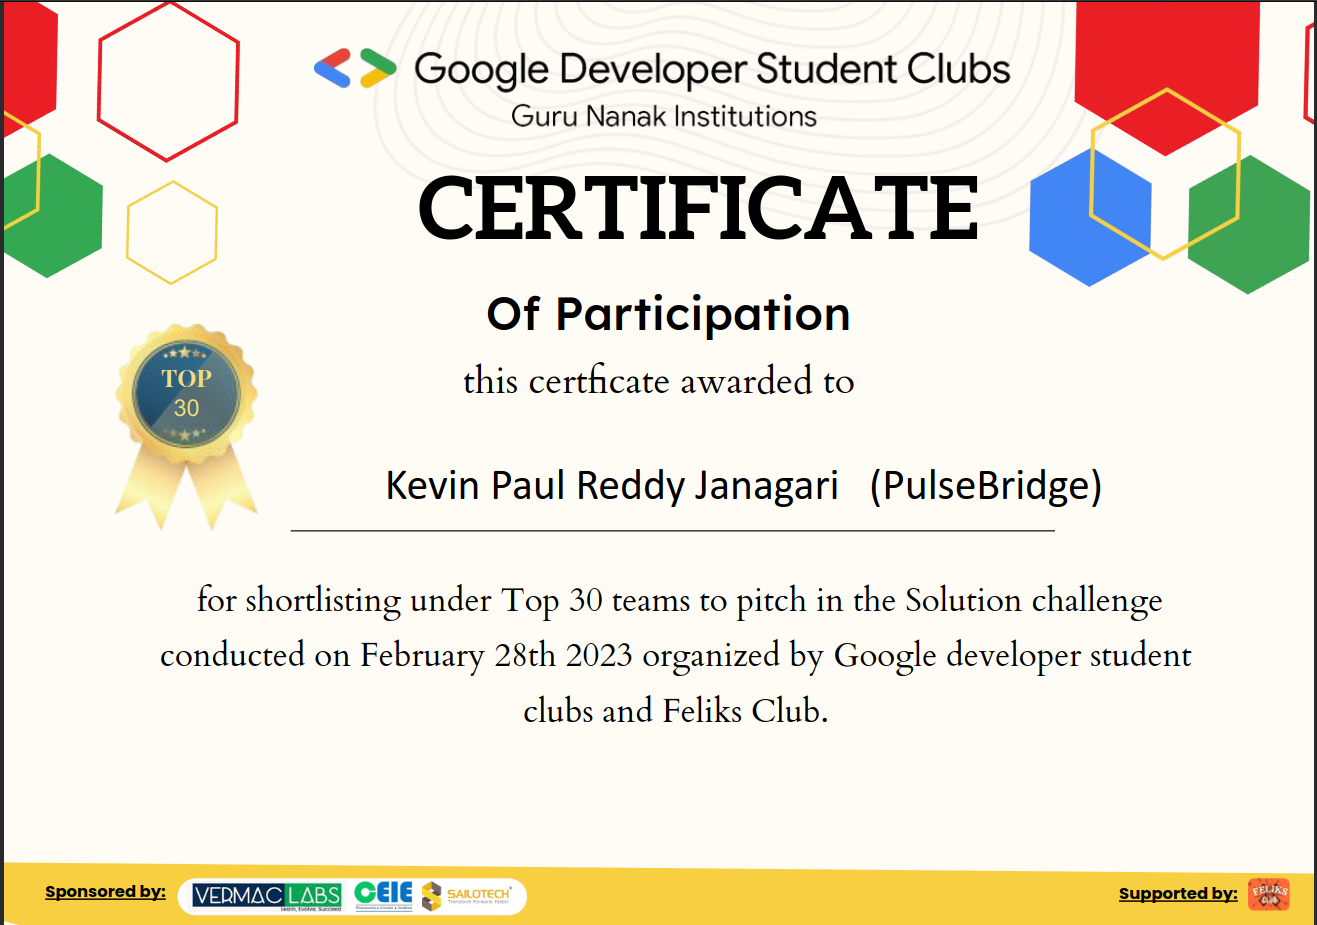 Google Developer Student Clubs
Guru Nanak Institutions
CERTIFICATE
Of Participation
this certficate awarded to
TOP
30
Kevin Paul Reddy Janagari (PulseBridge)
for shortlisting under Top 30 teams to pitch in the Solution challenge
conducted on February 28th 2023 organized by Google developer student
clubs and Feliks Club.
Sponsored by:
VERMAC LABS
Learn, Evolve, Succeed
CEIE
SAILOTECH
Transform Forward, Faster
Supported by:
FELIKS
CLUB